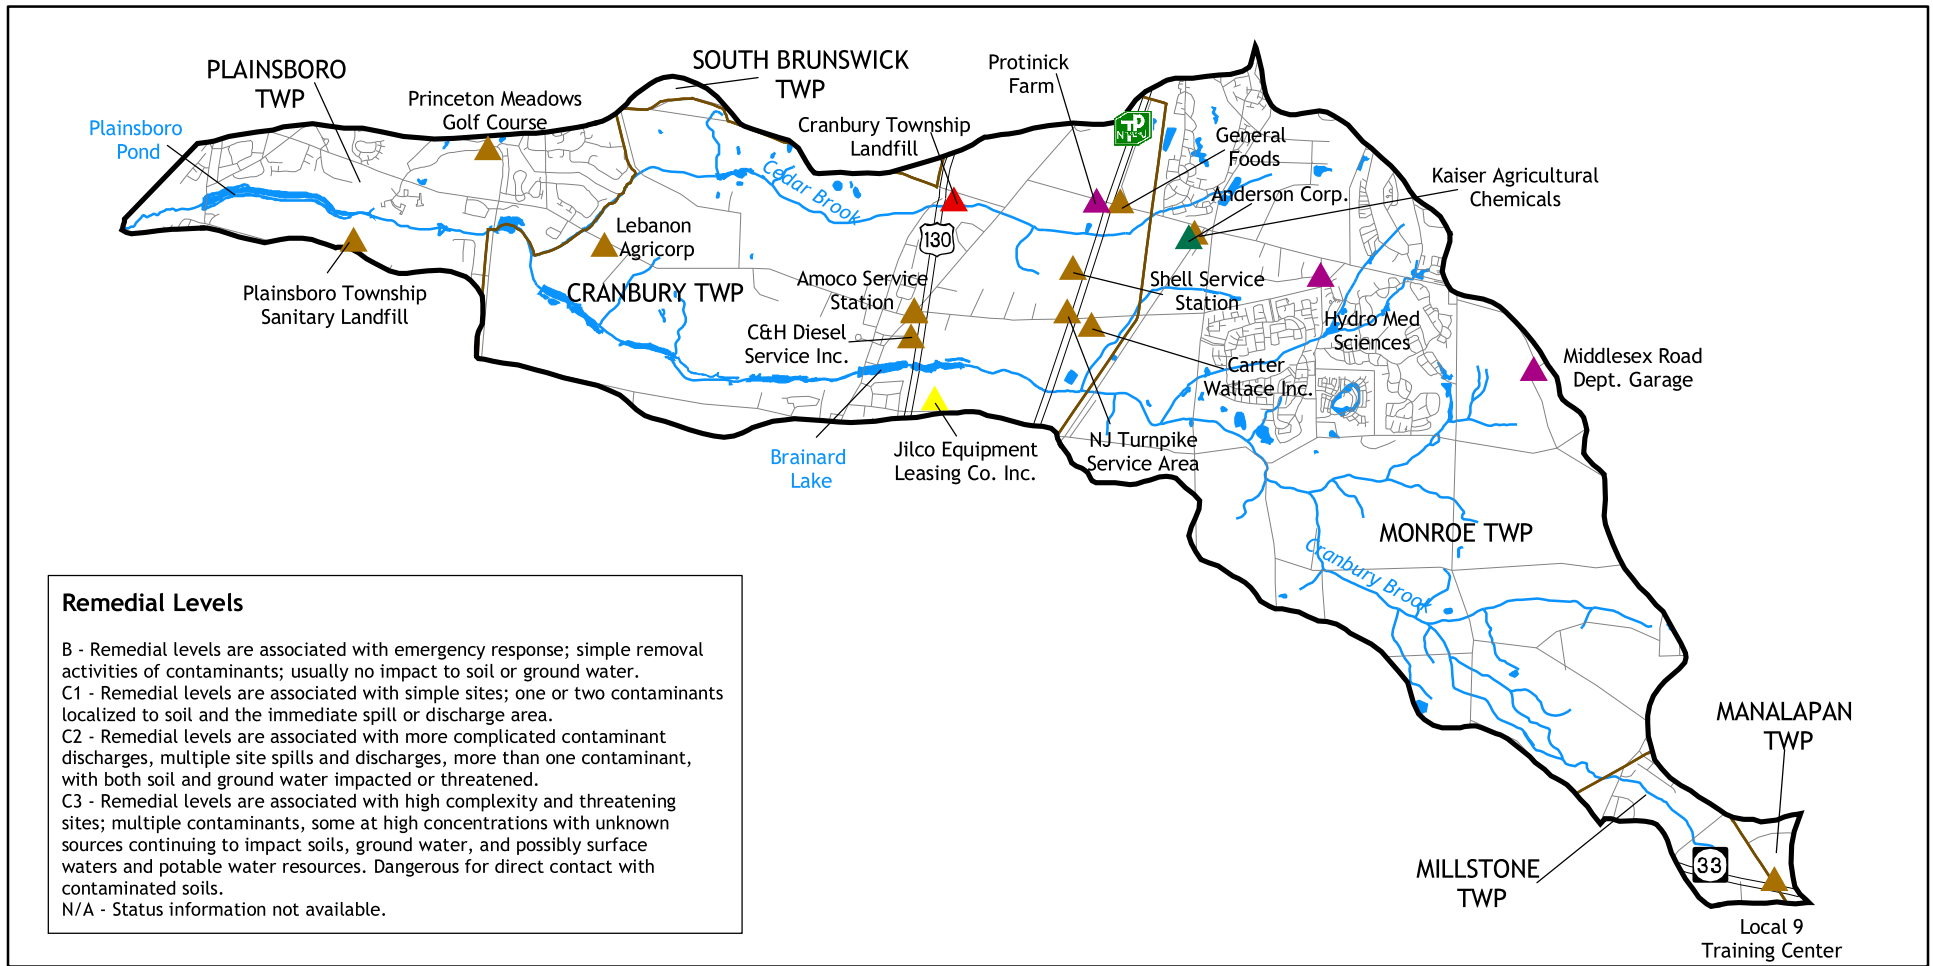 PLAINSBORO
TWP
SOUTH BRUNSWICK
TWP
Protinick
Farm
Princeton Meadows
Golf Course
Plainsboro
Pond
Cranbury Township
Landfill
General
Foods
Kaiser Agricultural
Chemicals
Anderson Corp.
Cedar Brook
Lebanon
Agricorp
130
CRANBURY TWP
Plainsboro Township
Sanitary Landfill
Amoco Service
Station
Shell Service
Station
C&H Diesel
Service Inc.
Hydro Med
Sciences
Middlesex Road
Dept. Garage
Carter
Wallace Inc.
Brainard
Lake
Jilco Equipment
Leasing Co. Inc.
NJ Turnpike
Service Area
MONROE TWP
Cranbury Brook
Remedial Levels
B - Remedial levels are associated with emergency response; simple removal
activities of contaminants; usually no impact to soil or ground water.
C1 - Remedial levels are associated with simple sites; one or two contaminants
localized to soil and the immediate spill or discharge area.
C2 - Remedial levels are associated with more complicated contaminant
discharges, multiple site spills and discharges, more than one contaminant,
with both soil and ground water impacted or threatened.
C3 - Remedial levels are associated with high complexity and threatening
sites; multiple contaminants, some at high concentrations with unknown
sources continuing to impact soils, ground water, and possibly surface
waters and potable water resources. Dangerous for direct contact with
contaminated soils.
N/A - Status information not available.
MANALAPAN
TWP
MILLSTONE
TWP
33
Local 9
Training Center